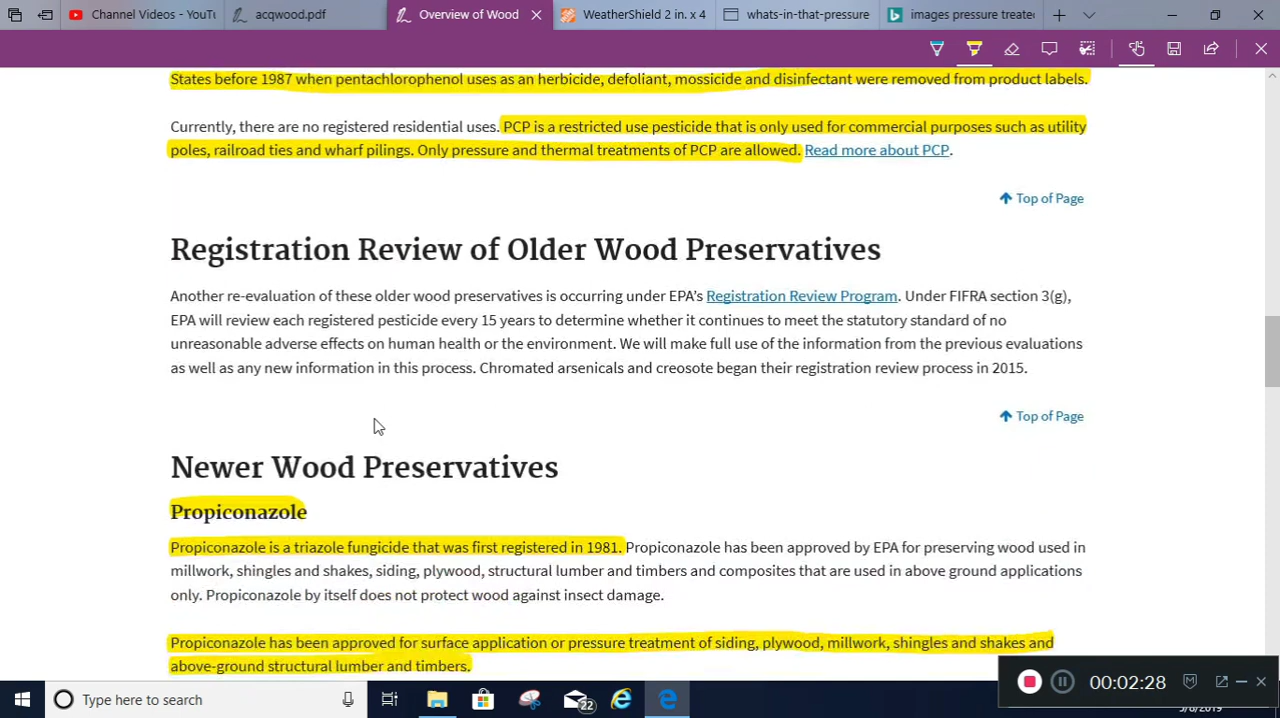 Channel Videos - YouTu
acqwood.pdf
Overview of Wood
WeatherShield 2 in. x 4
whats-in-that-pressure
images pressure treated
States before 1987 when pentachlorophenol uses as an herbicide, defoliant, mossicide and disinfectant were removed from product labels.
Currently, there are no registered residential uses. PCP is a restricted use pesticide that is only used for commercial purposes such as utility
poles, railroad ties and wharf pilings. Only pressure and thermal treatments of PCP are allowed. Read more about PCP.
Top of Page
Registration Review of Older Wood Preservatives
Another re-evaluation of these older wood preservatives is occurring under EPA's Registration Review Program. Under FIFRA section 3(g),
EPA will review each registered pesticide every 15 years to determine whether it continues to meet the statutory standard of no
unreasonable adverse effects on human health or the environment. We will make full use of the information from the previous evaluations
as well as any new information in this process. Chromated arsenicals and creosote began their registration review process in 2015.
Top of Page
Newer Wood Preservatives
Propiconazole
Propiconazole is a triazole fungicide that was first registered in 1981. Propiconazole has been approved by EPA for preserving wood used in
millwork, shingles and shakes, siding, plywood, structural lumber and timbers and composites that are used in above ground applications
only. Propiconazole by itself does not protect wood against insect damage.
Propiconazole has been approved for surface application or pressure treatment of siding, plywood, millwork, shingles and shakes and
above-ground structural lumber and timbers.
00:02:28
Type here to search
22
5/8/2019